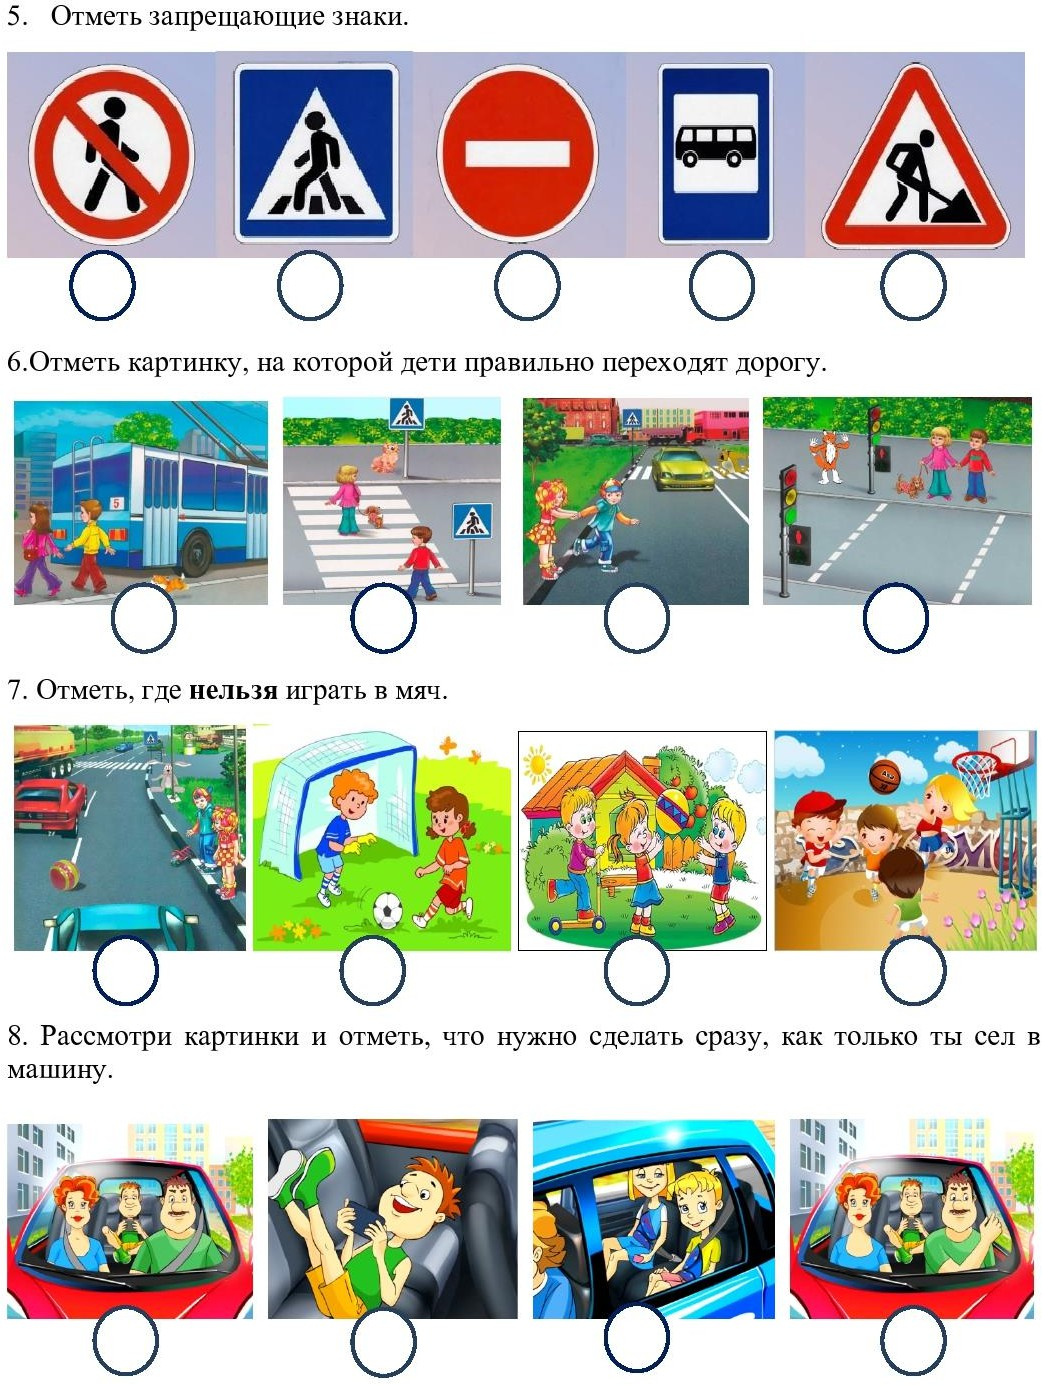 5. Отметь запрещающие знаки.
6.Отметь картинку, на которой дети правильно переходят дорогу.
5
7. Отметь, где нельзя играть в мяч.
8. Рассмотри картинки и отметь, что нужно сделать сразу, как только ты сел в
машину.